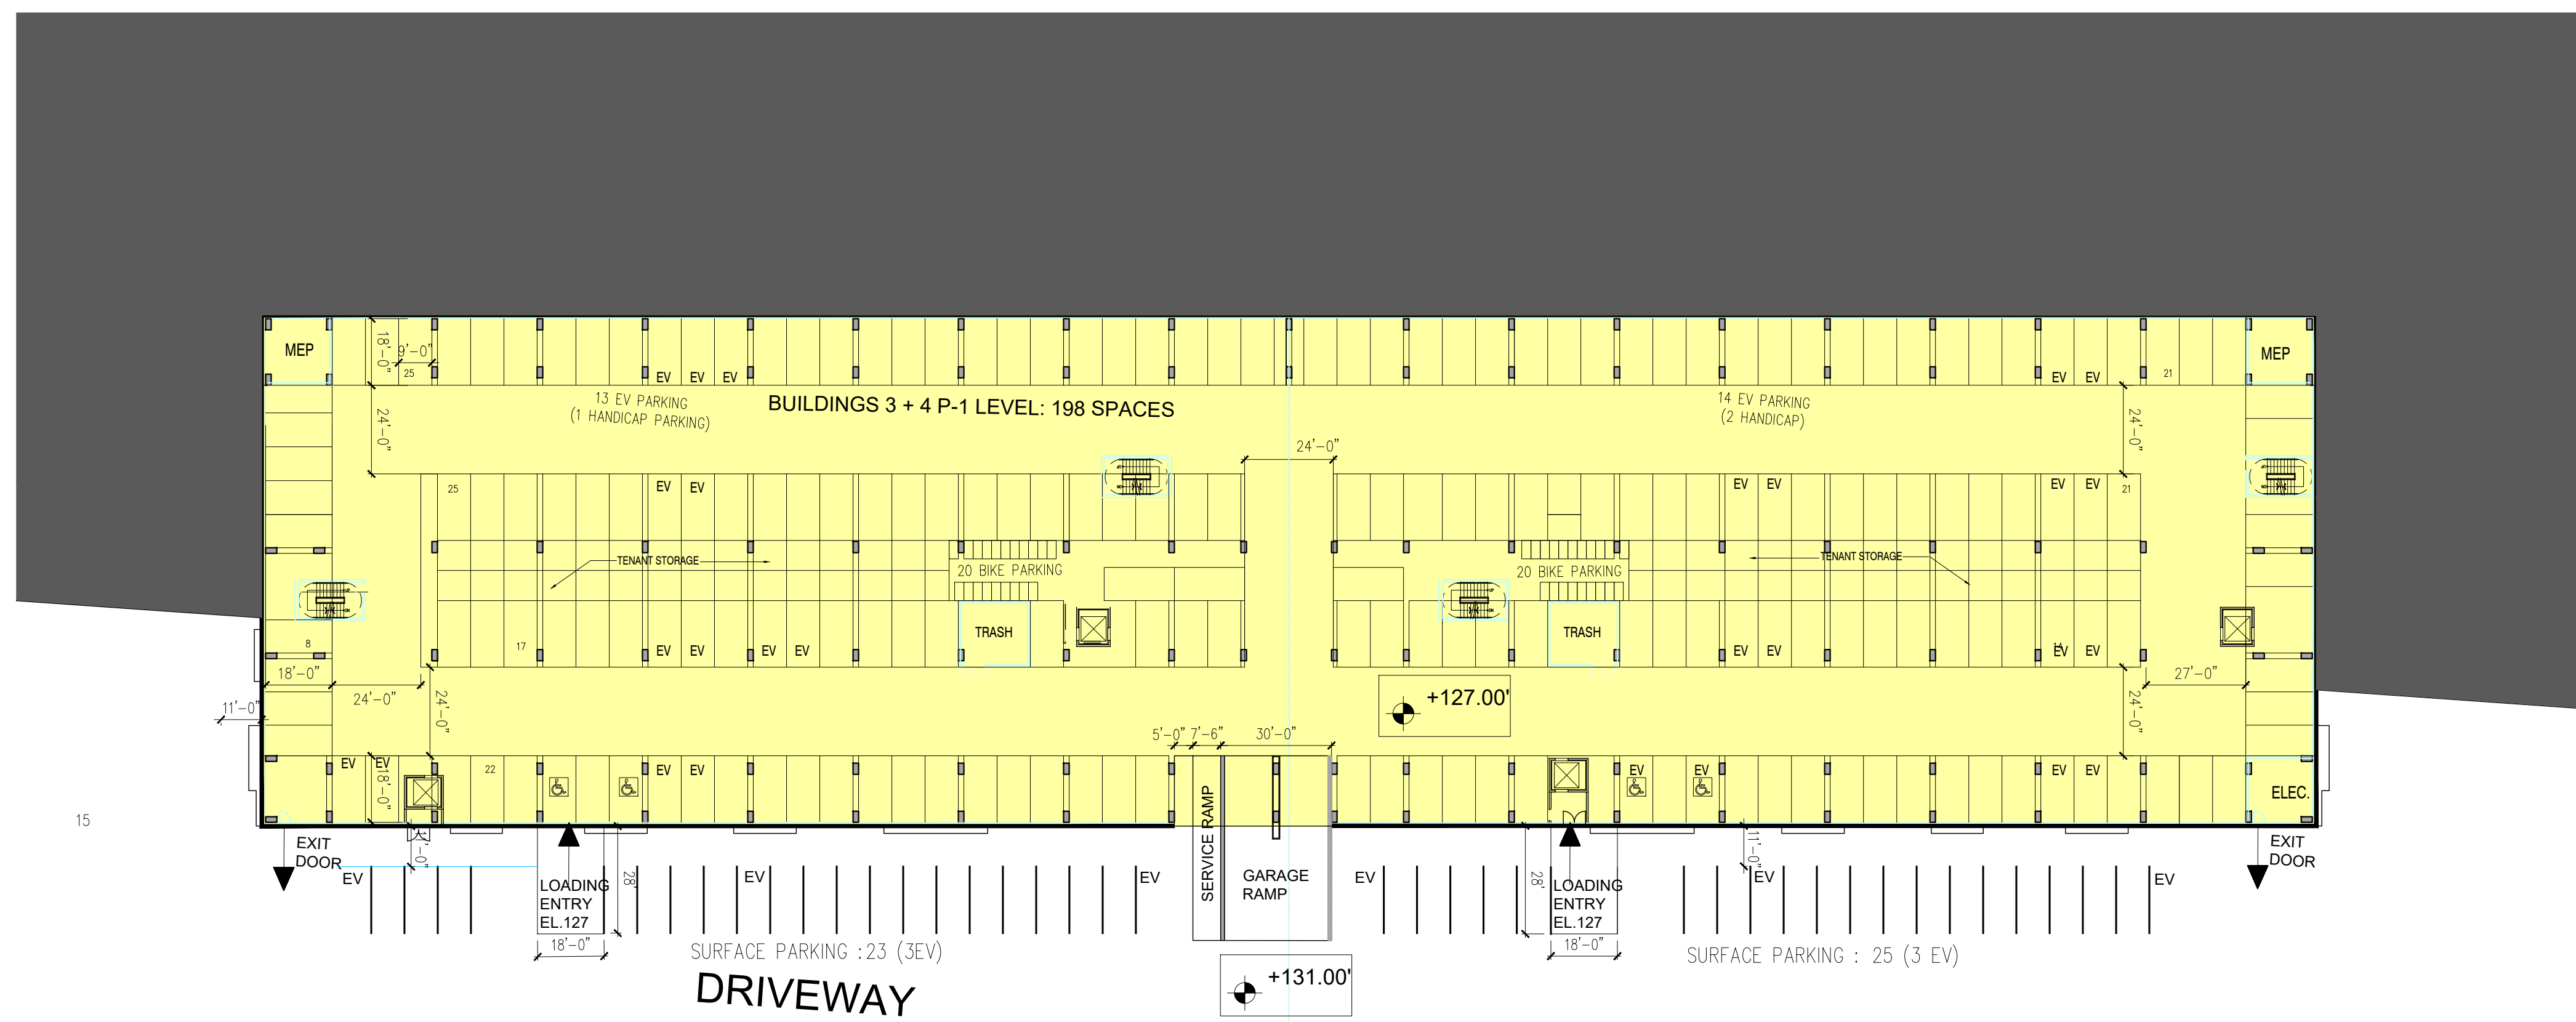 MEP
18'-0"
9'-0"
25
EV EV EV
EV EV
21
MEP
13 EV PARKING
(1 HANDICAP PARKING)
BUILDINGS 3 + 4 P-1 LEVEL: 198 SPACES
14 EV PARKING
(2 HANDICAP)
24'-0"
24'-0"
24'-0"
25
EV EV
EV EV
EV EV
21
TENANT STORAGE
20 BIKE PARKING
20 BIKE PARKING
TENANT STORAGE
8
17
EV EV EV EV
TRASH
TRASH
EV EV
EV EV
18'-0"
24'-0"
24'-0"
11'-0"
+127.00'
27'-0"
24'-0"
5'-0" 7'-6" 30'-0"
EV EV
18'-0"
22
EV EV
SERVICE RAMP
EV EV
EV EV
ELEC.
15
EXIT
DOOR
11'-0"
EV
LOADING
ENTRY
EL.127
28'
EV
EV
GARAGE
RAMP
EV
28'
LOADING
ENTRY
EL.127
11'-0"
EV
EV
EXIT
DOOR
18'-0"
SURFACE PARKING :23 (3EV)
18'-0"
SURFACE PARKING : 25 (3 EV)
DRIVEWAY
+131.00'